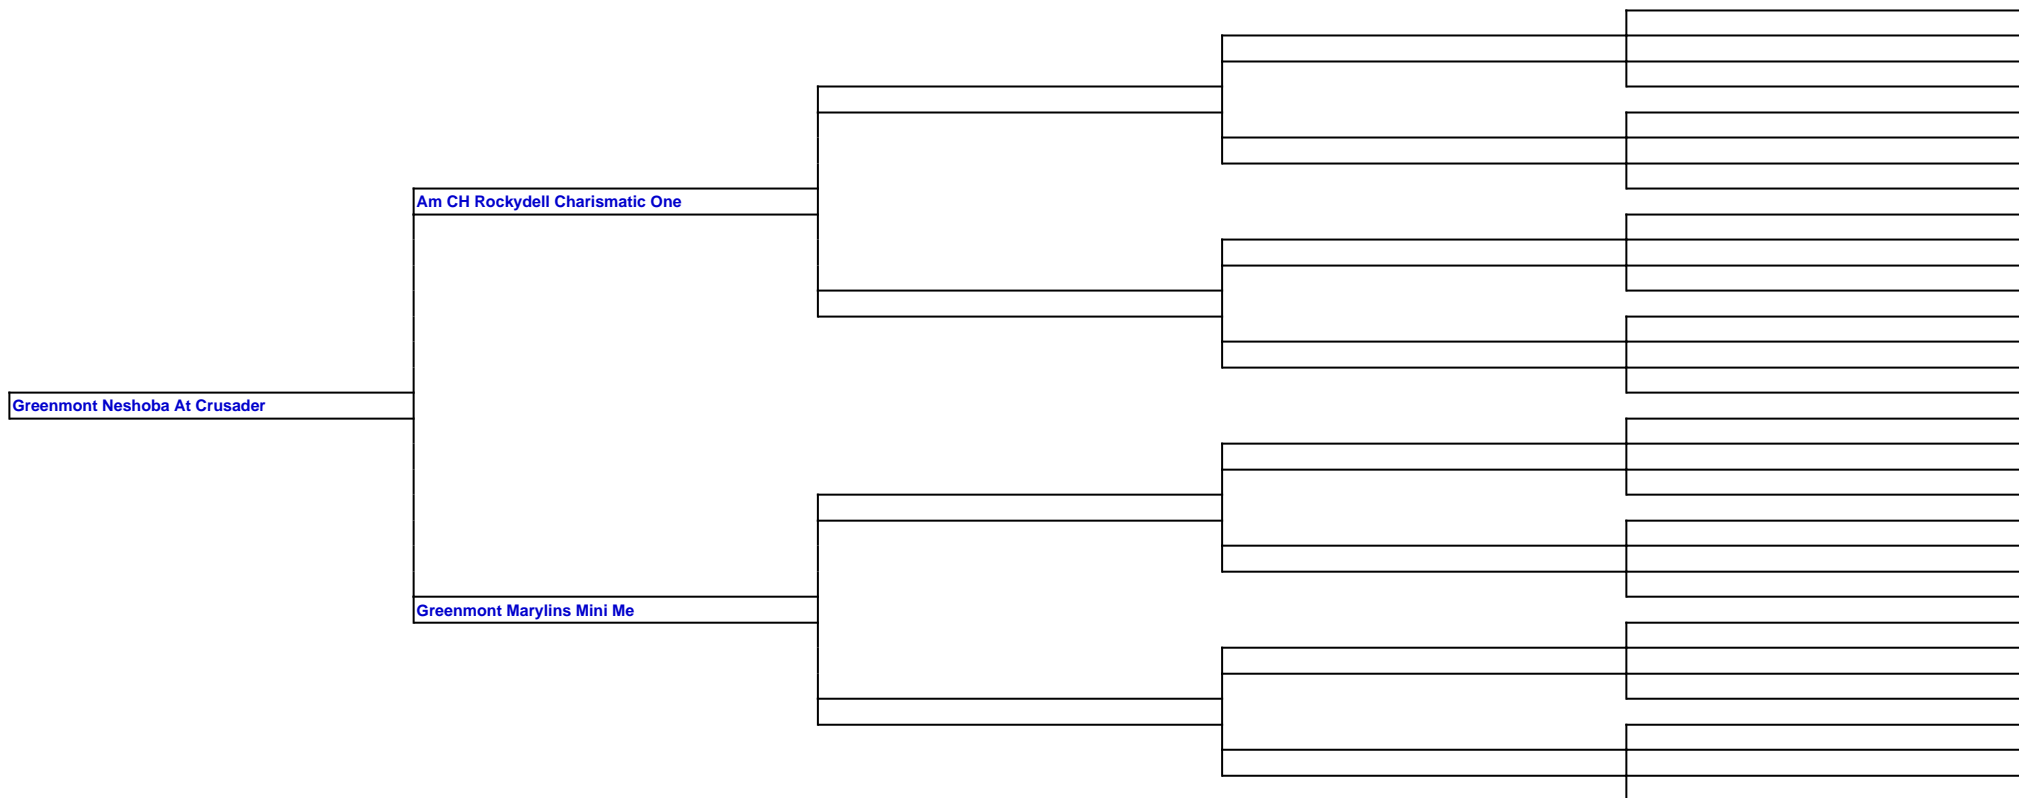 Am CH Rockydell Charismatic One
Greenmont Neshoba At Crusader
Greenmont Marylins Mini Me